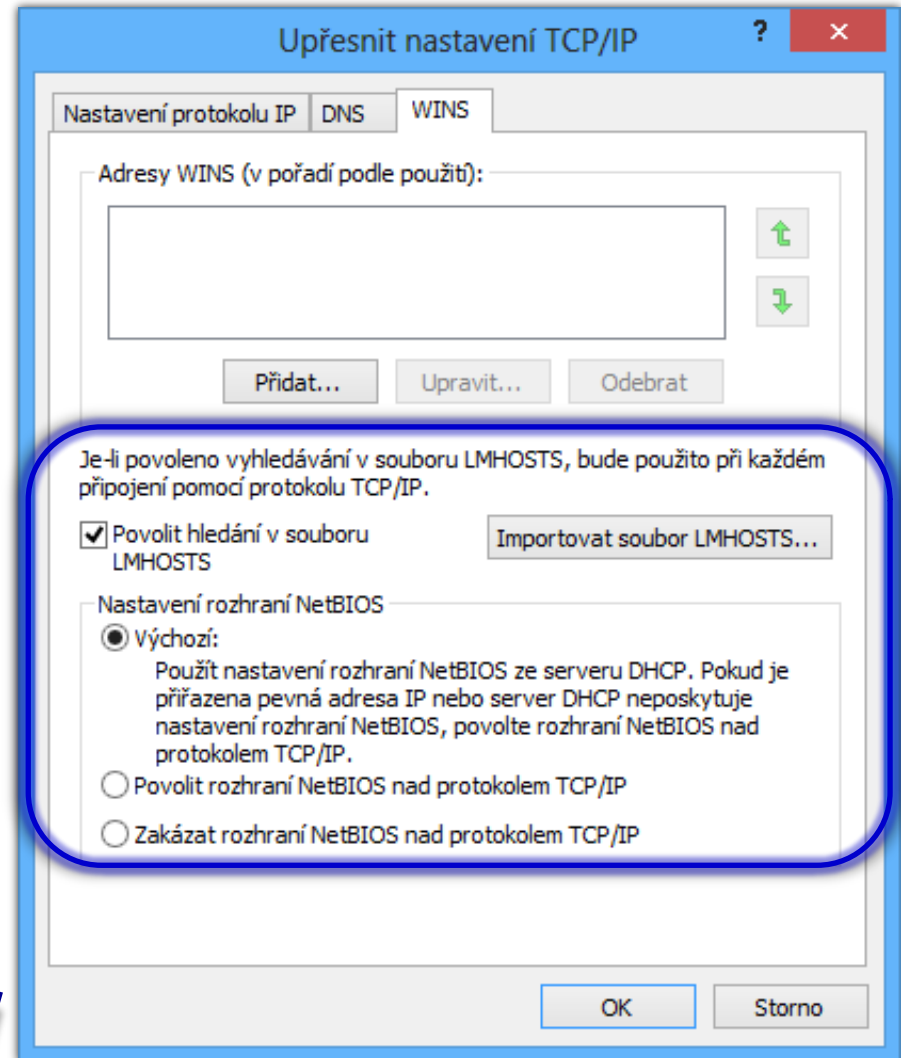 Upřesnit nastavení TCP/IP
?
Nastavení protokolu IP
DNS
WINS
Adresy WINS (v pořadí podle použití):
Přidat...
Upravit...
Odebrat
Je-li povoleno vyhledávání v souboru LMHOSTS, bude použito při každém
připojení pomocí protokolu TCP/IP.
Povolit hledání v souboru
LMHOSTS
Importovat soubor LMHOSTS...
Nastavení rozhraní NetBIOS
Výchozí:
Použít nastavení rozhraní NetBIOS ze serveru DHCP. Pokud je
přiřazena pevná adresa IP nebo server DHCP neposkytuje
nastavení rozhraní NetBIOS, povolte rozhraní NetBIOS nad
protokolem TCP/IP.
Povolit rozhraní NetBIOS nad protokolem TCP/IP
Zakázat rozhraní NetBIOS nad protokolem TCP/IP
OK
Storno